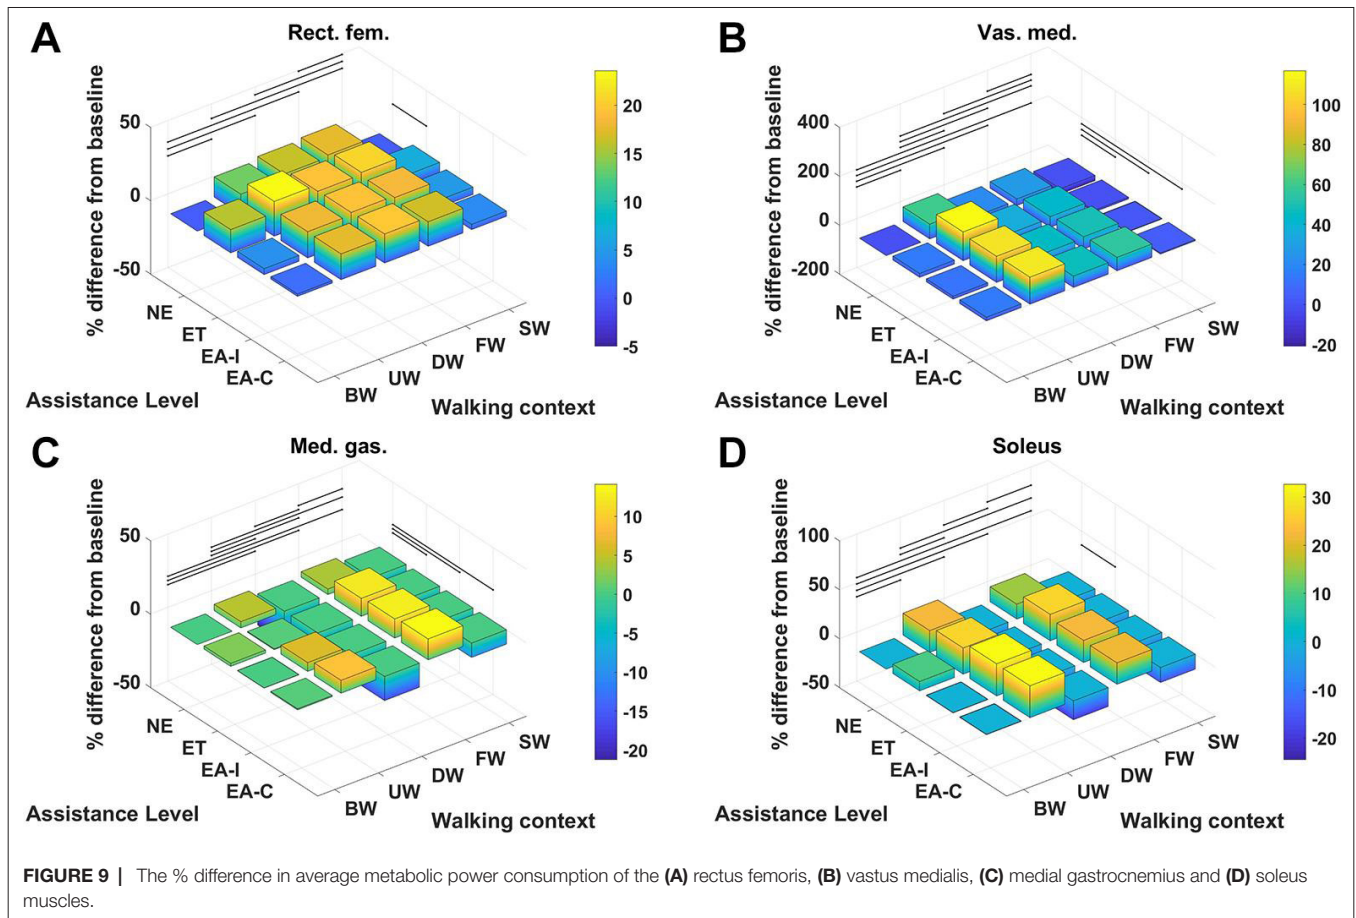 A
Rect. fem.
% difference from baseline
50
0
-50
NE
ET
EA-I
EA-C
BW
UW
DW
FW
SW
Assistance Level
Walking context
20
15
10
5
0
-5
B
Vas. med.
% difference from baseline
400
200
0
-200
NE
ET
EA-I
EA-C
BW
UW
DW
FW
SW
Assistance Level
Walking context
100
80
60
40
20
0
-20
C
Med. gas.
% difference from baseline
50
0
-50
NE
ET
EA-I
EA-C
BW
UW
DW
FW
SW
Assistance Level
Walking context
10
5
0
-5
-10
-15
-20
D
Soleus
% difference from baseline
100
50
0
-50
NE
ET
EA-I
EA-C
BW
UW
DW
FW
SW
Assistance Level
Walking context
30
20
10
0
-10
-20
FIGURE 9 | The % difference in average metabolic power consumption of the (A) rectus femoris, (B) vastus medialis, (C) medial gastrocnemius and (D) soleus
muscles.